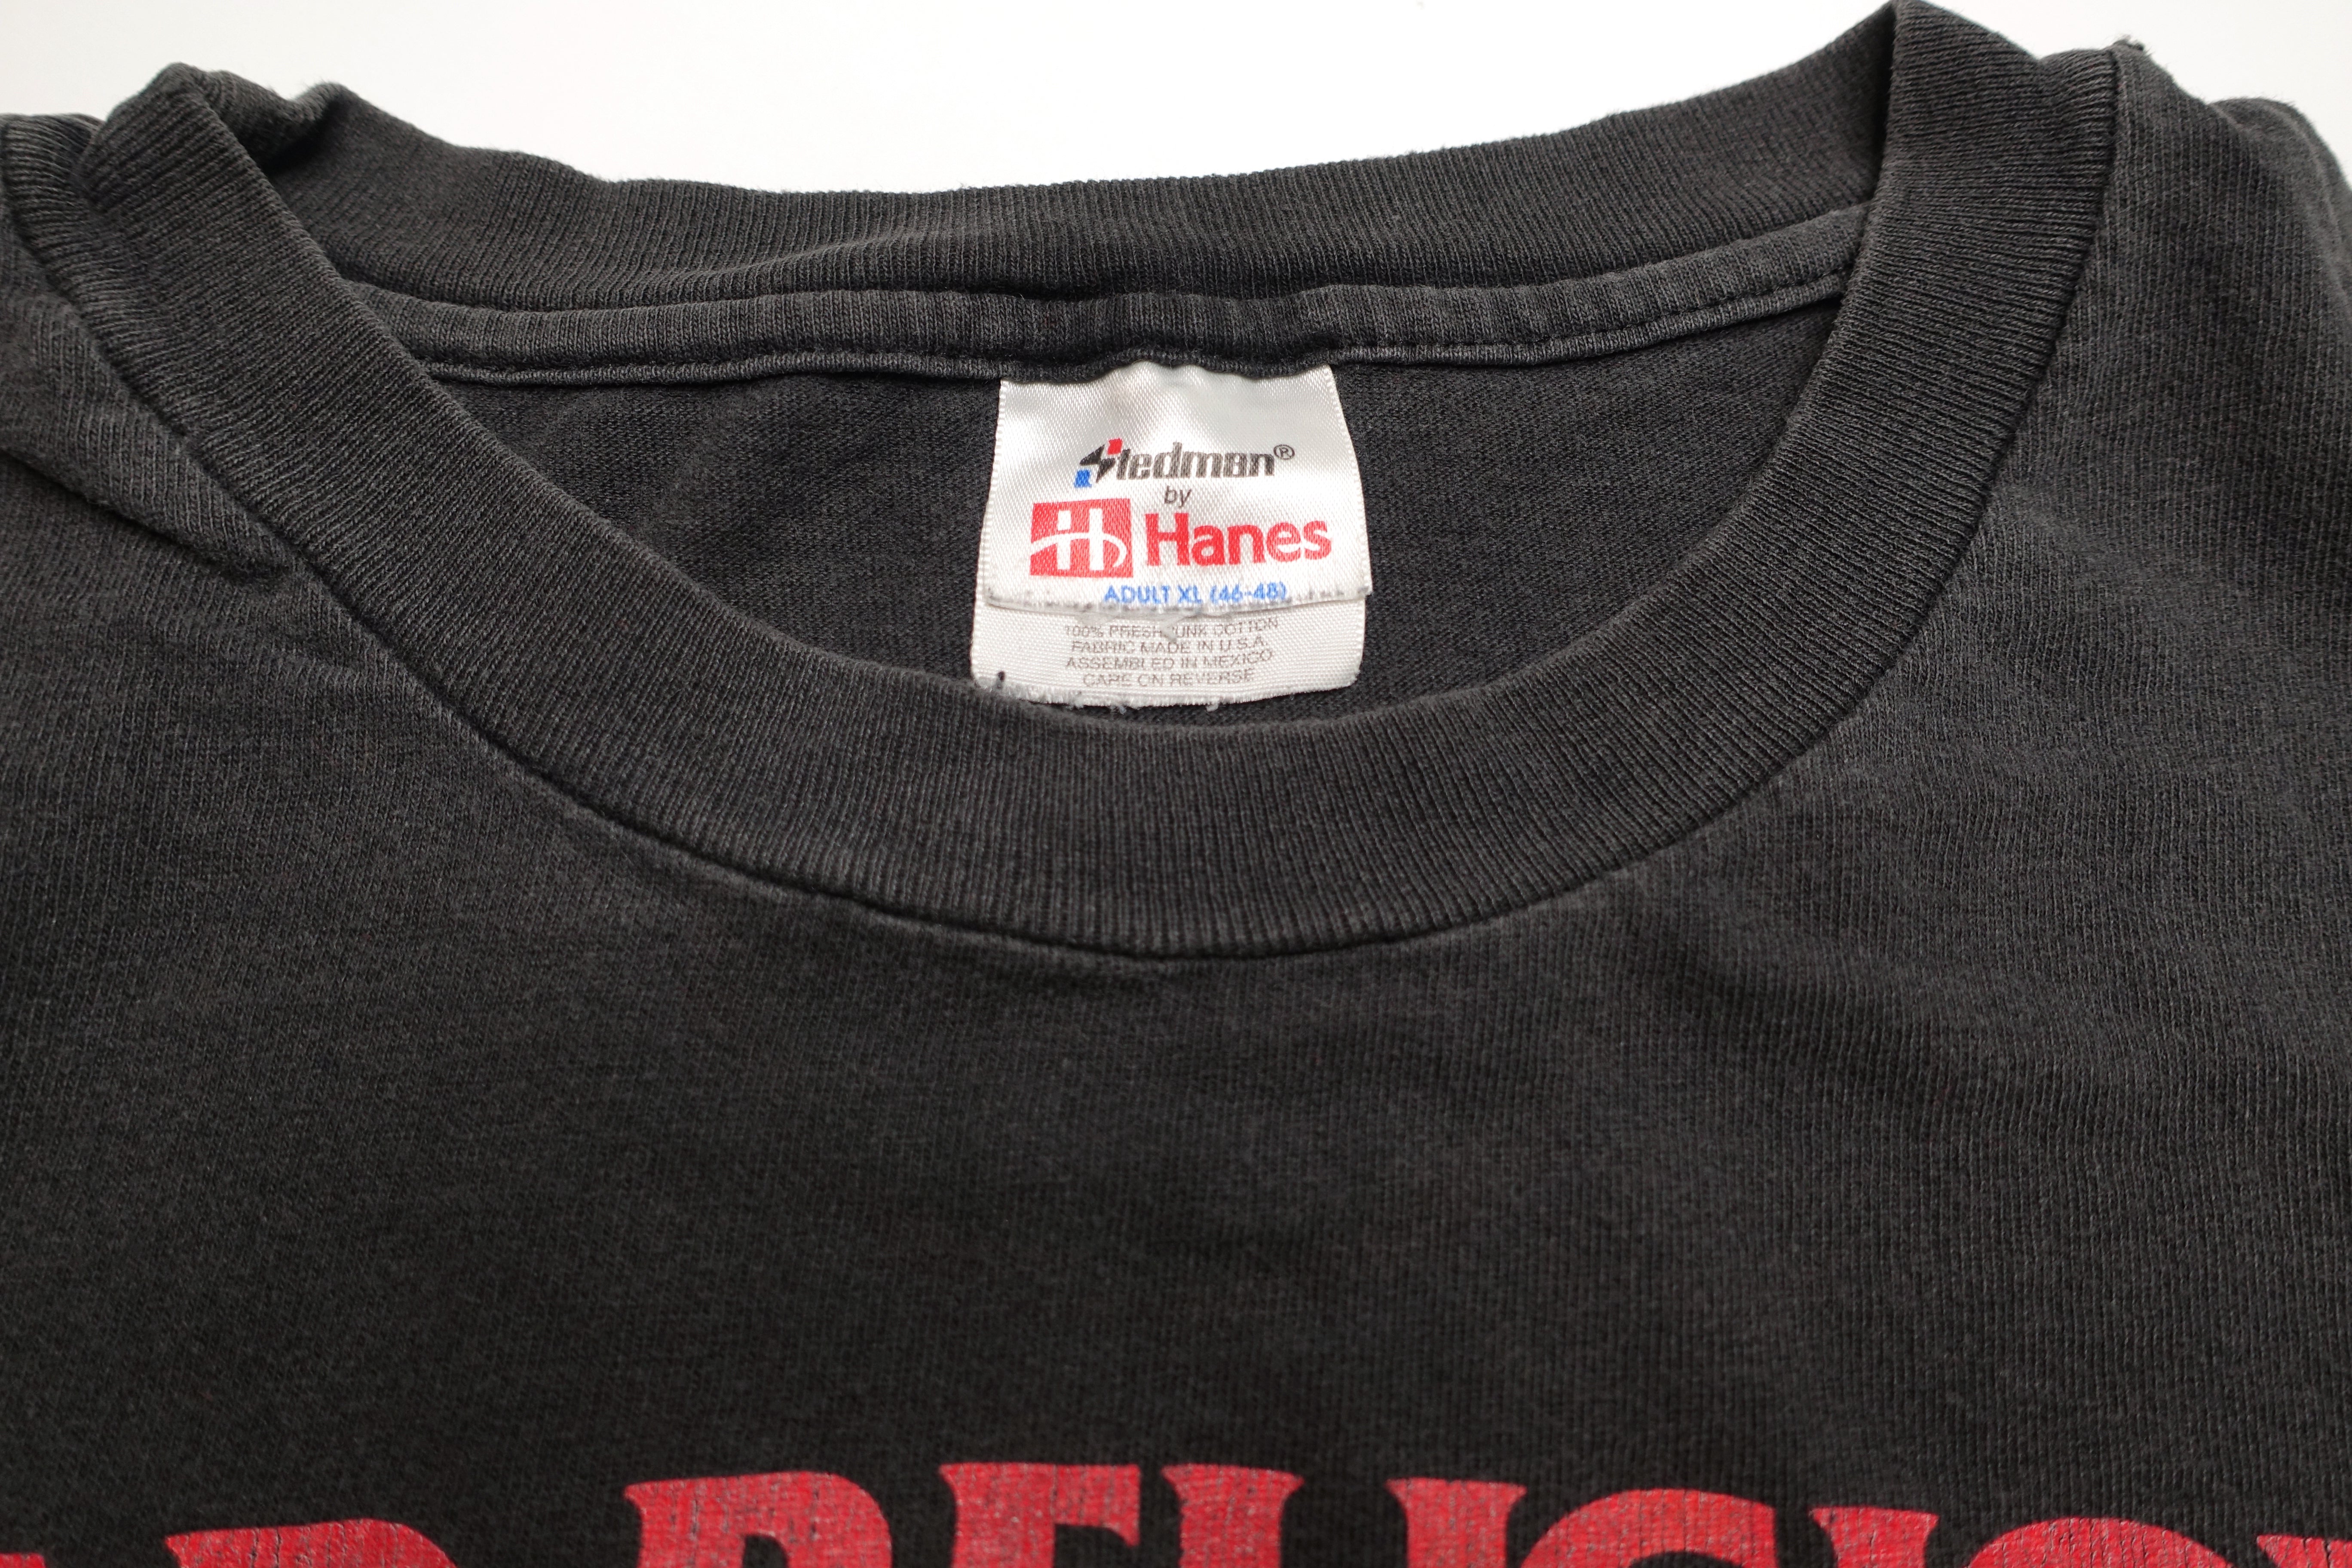 Stedman®
by
H Hanes
ADULT XL (46-48)
100% PRESHRUNK COTTON
FABRIC MADE IN U.S.A.
ASSEMBLED IN MEXICO
CARE ON REVERSE
RELIGIO